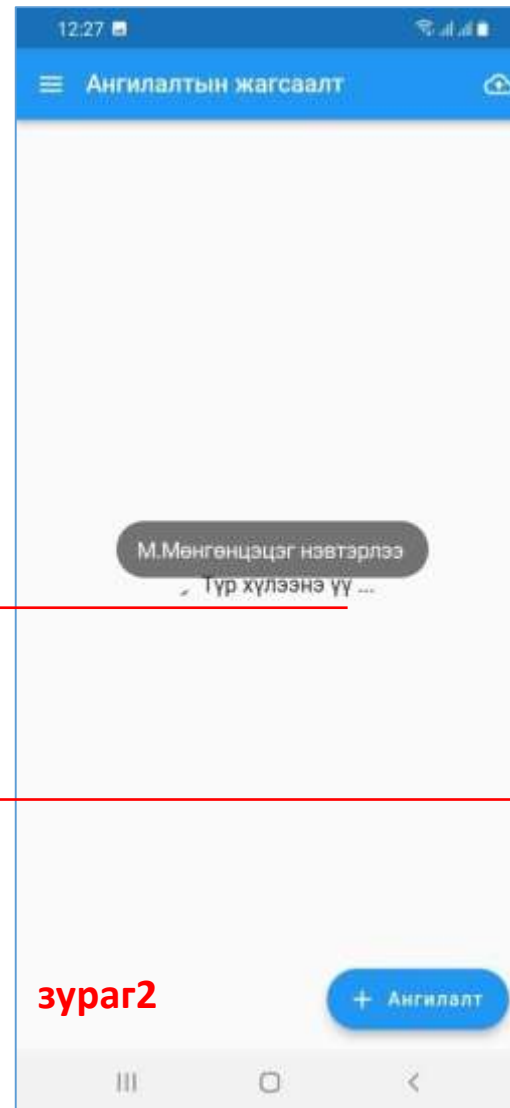 12:27
Ангилалтын жагсаалт
М.Мөнгөнцэцэг нэвтэрлээ
Түр хүлээнэ үү ...
зураг2
+ Ангилалт